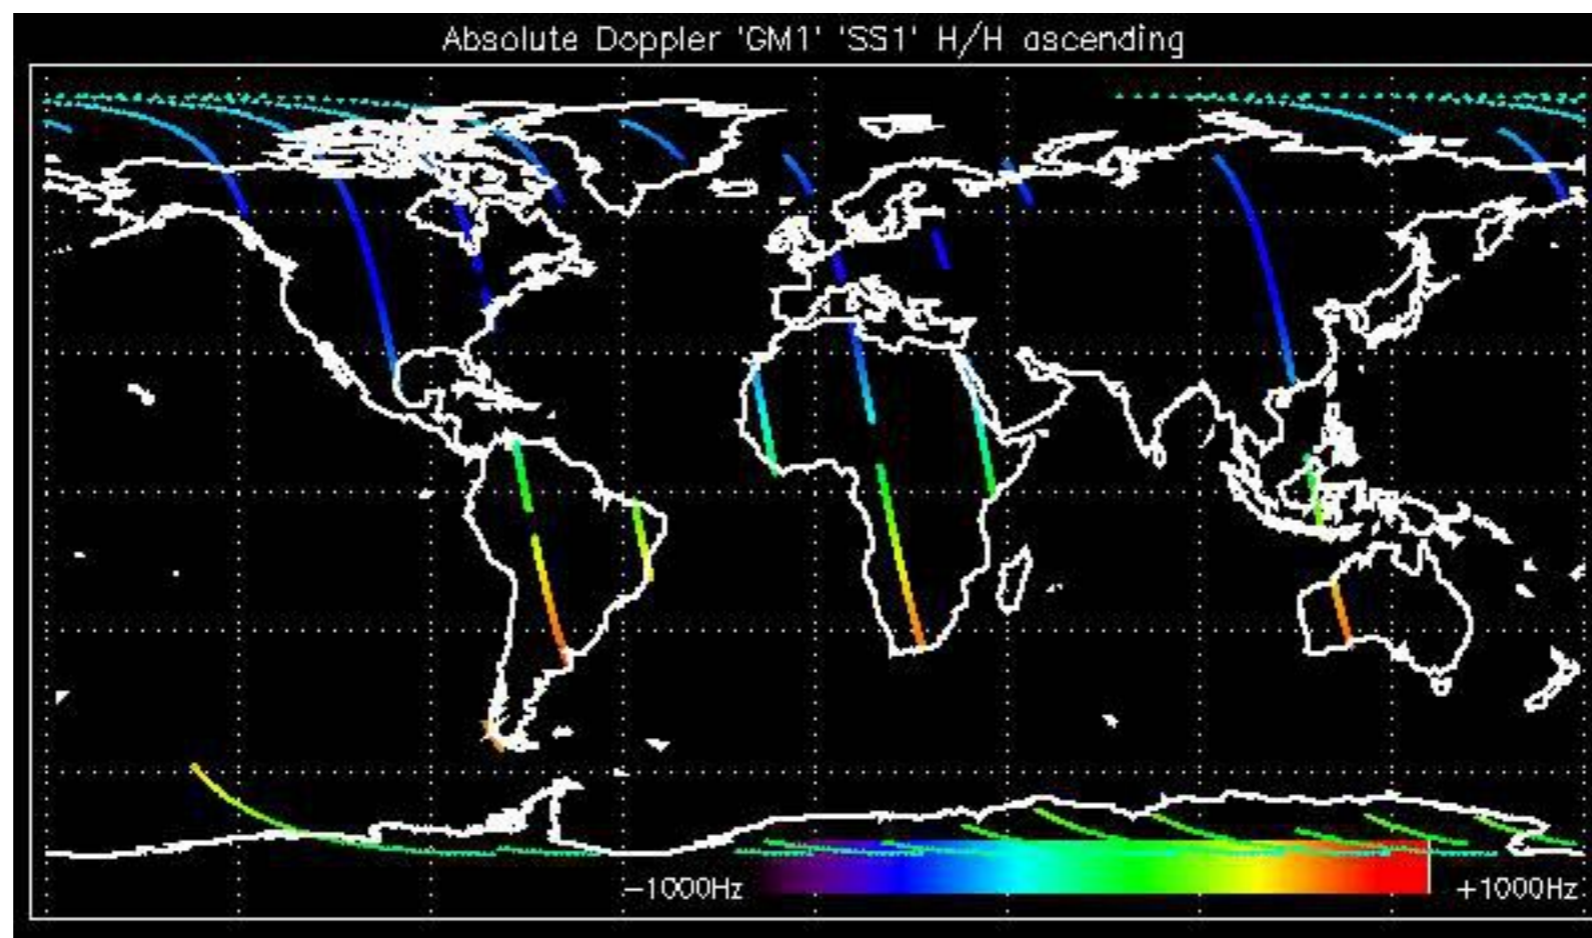 Absolute Doppler 'GM1' 'SS1' H/H ascending
-1000Hz
+1000Hz